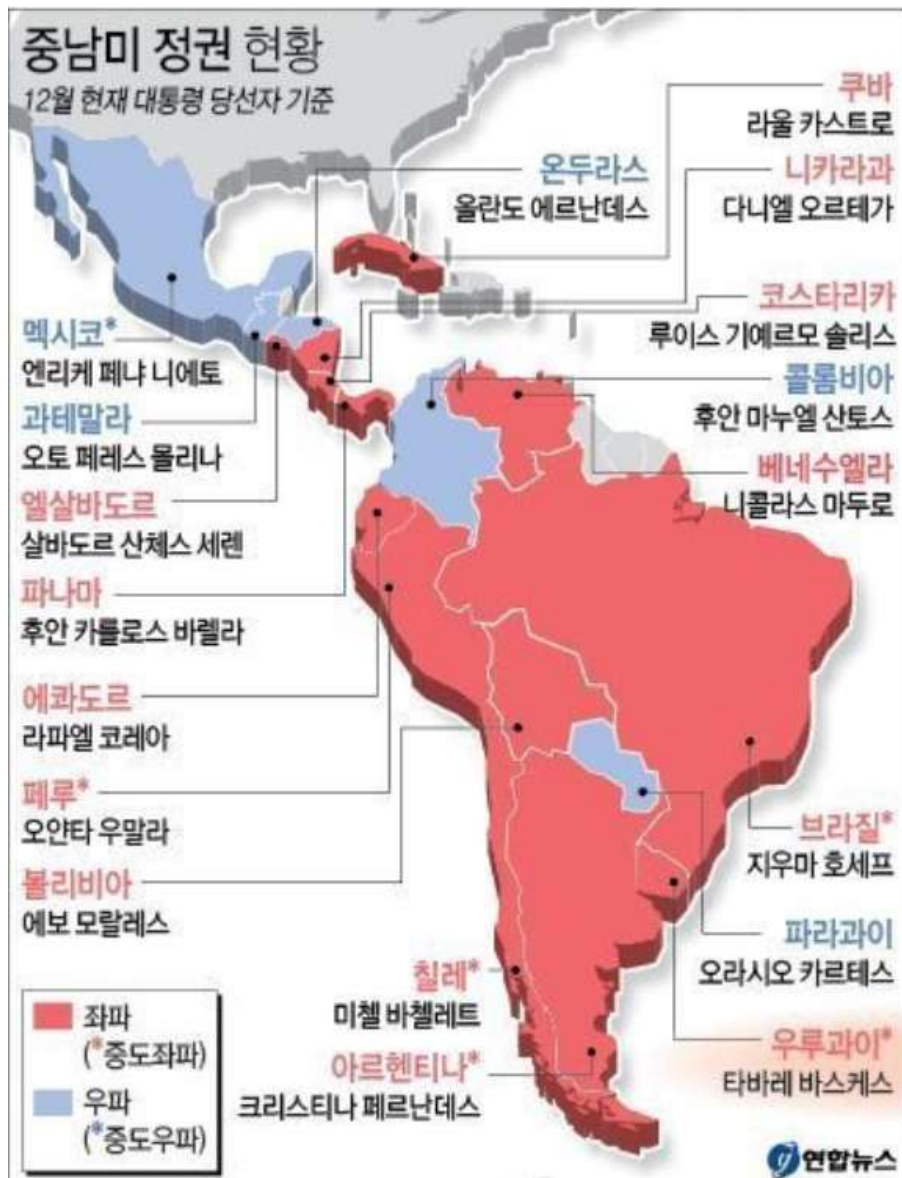 중남미 정권 현황
12월 현재 대통령 당선자 기준
쿠바
라울 카스트로
온두라스
올란도 에르난데스
니카라과
다니엘 오르테가
코스타리카
루이스 기예르모 솔리스
멕시코*
엔리케 페냐 니에토
콜롬비아
후안 마누엘 산토스
과테말라
오토 페레스 몰리나
베네수엘라
니콜라스 마두로
엘살바도르
살바도르 산체스 세렌
파나마
후안 카를로스 바렐라
에콰도르
라파엘 코레아
페루*
오얀타 우말라
브라질*
지우마 호세프
볼리비아
에보 모랄레스
파라과이
오라시오 카르테스
칠레*
미첼 바첼레트
우루과이*
타바레 바스케스
아르헨티나*
크리스티나 페르난데스
좌파
(*중도좌파)
우파
(*중도우파)
연합뉴스